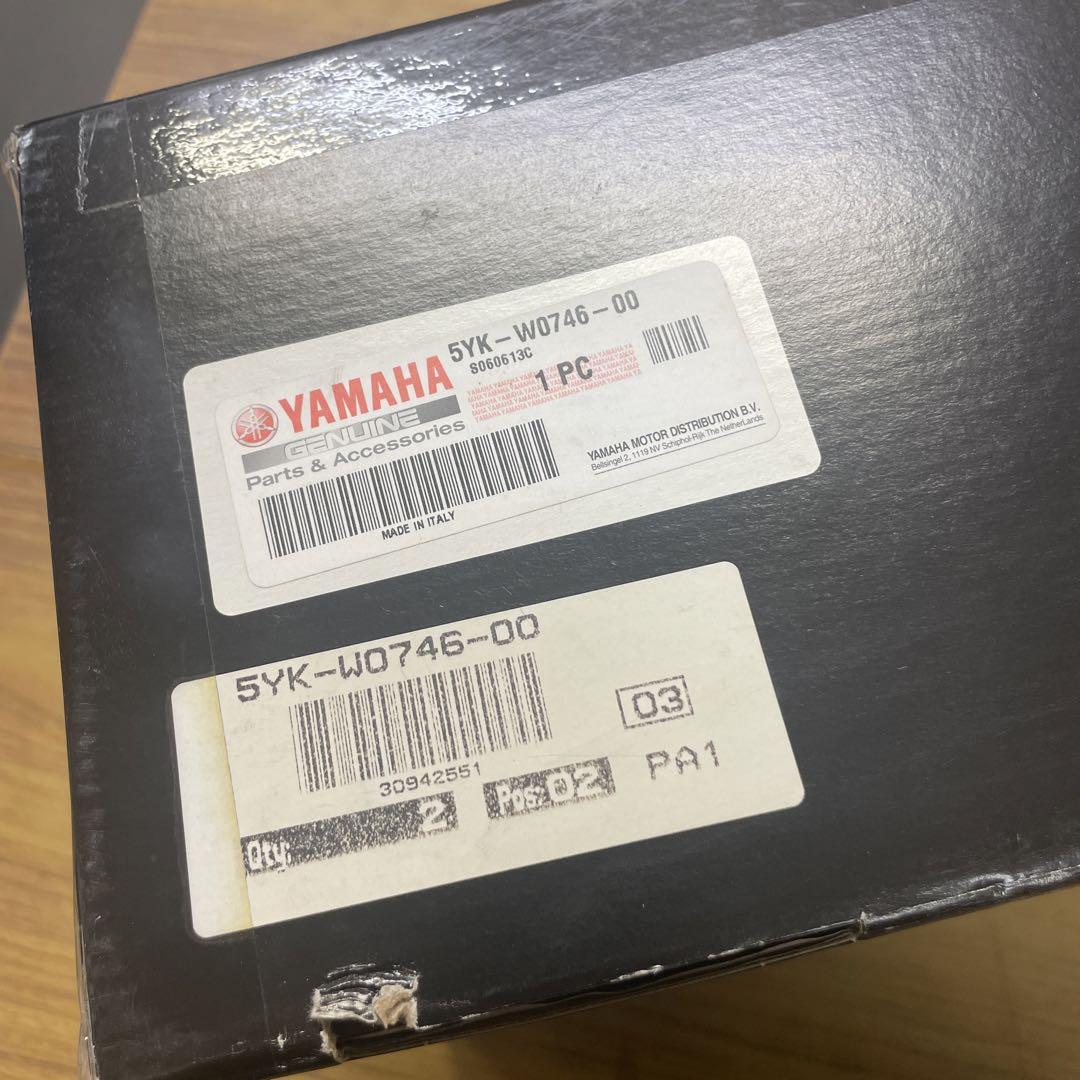 5YK-W0746-00
S060613C
YAMAHA
1 PC
GENUINE
Parts & Accessories
MADE IN ITALY
YAMAHA MOTOR DISTRIBUTION B.V.
Bellsingel 2, 1119 NV Schiphol-Rijk The NetherLands
5YK-W0746-00
30942551
03
Qty: 2
Pos: 02
PA1